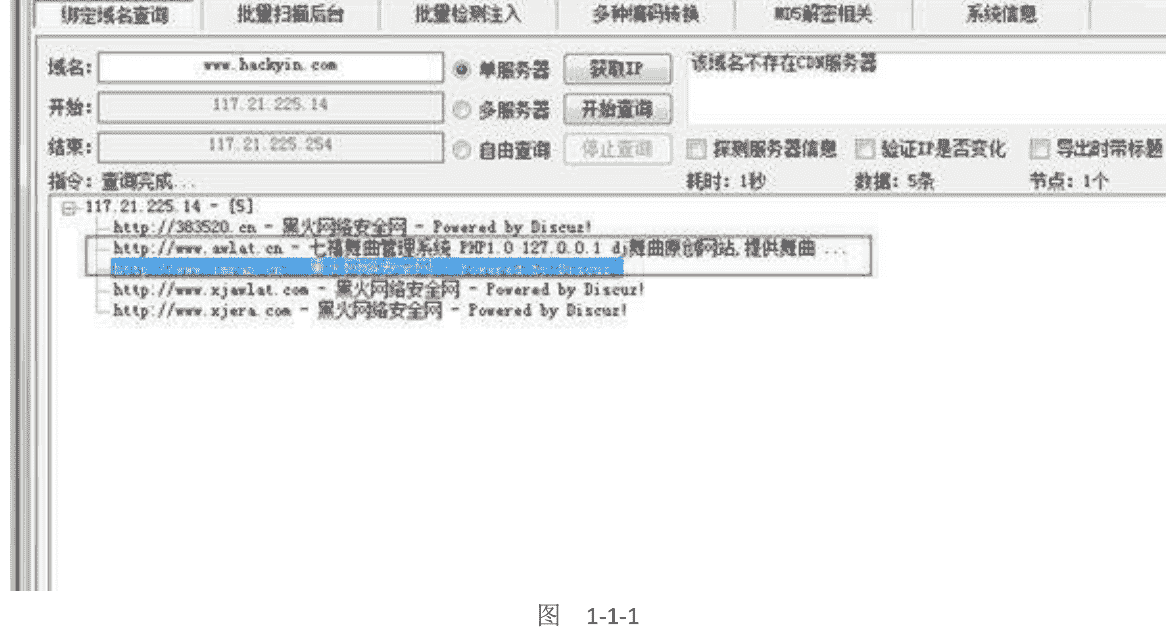 绑定域名查询 批量扫描后台 批量检测注入 多种编码转换 MD5解密相关 系统信息
域名: www.hackyin.com 单服务器 获取IP 该域名不存在CDN服务器
开始: 117.21.225.14 多服务器 开始查询
结束: 117.21.225.254 自由查询 停止查询 探测服务器信息 验证IP是否变化 导出时带标题
指令: 查询完成... 耗时: 1秒 数据: 5条 节点: 1个
117.21.225.14 - [5]
http://383520.cn - 黑火网络安全网 - Powered by Discuz!
http://www.awlat.cn - 七福舞曲管理系统 PHP1.0 127.0.0.1 dj舞曲原创网站,提供舞曲 ...
Powered by Discuz
http://www.xjawlat.com - 黑火网络安全网 - Powered by Discuz!
http://www.xjera.com - 黑火网络安全网 - Powered by Discuz!
图 1-1-1